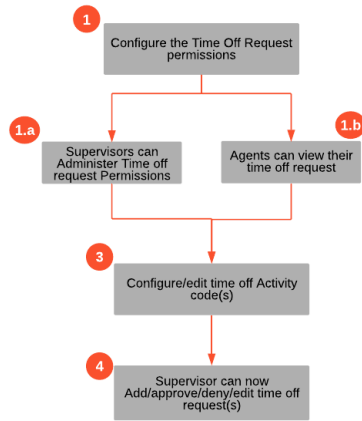 1
Configure the Time Off Request
permissions
1.a
1.b
Supervisors can
Administer Time off
request Permissions
Agents can view their
time off request
3
Configure/edit time off Activity
code(s)
4
Supervisor can now
Add/approve/deny/edit time off
request(s)